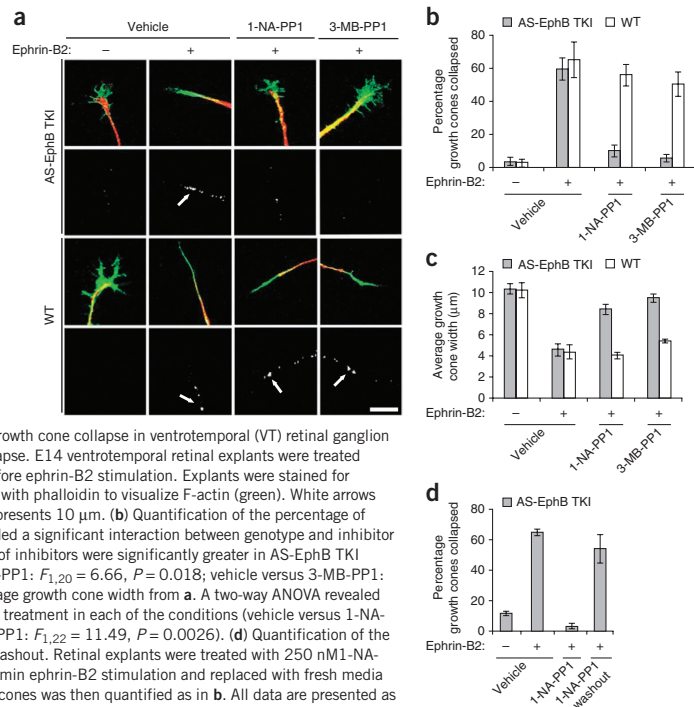 a
Vehicle
1-NA-PP1
3-MB-PP1
Ephrin-B2:
–
+
+
+
AS-EphB TKI
WT
rowth cone collapse in ventrotemporal (VT) retinal ganglion
apse. E14 ventrotemporal retinal explants were treated
ore ephrin-B2 stimulation. Explants were stained for
with phalloidin to visualize F-actin (green). White arrows
presents 10 μm. (b) Quantification of the percentage of
led a significant interaction between genotype and inhibitor
of inhibitors were significantly greater in AS-EphB TKI
-PP1: F1,20 = 6.66, P = 0.018; vehicle versus 3-MB-PP1:
age growth cone width from a. A two-way ANOVA revealed
treatment in each of the conditions (vehicle versus 1-NA-
PP1: F1,22 = 11.49, P = 0.0026). (d) Quantification of the
vashout. Retinal explants were treated with 250 nM1-NA-
min ephrin-B2 stimulation and replaced with fresh media
cones was then quantified as in b. All data are presented as
b
AS-EphB TKI
WT
Percentage
growth cones collapsed
80
60
40
20
0
Ephrin-B2:
–
+
+
+
Vehicle
1-NA-PP1
3-MB-PP1
c
AS-EphB TKI
WT
Average growth
cone width (μm)
12
10
8
6
4
2
0
Ephrin-B2:
–
+
+
+
Vehicle
1-NA-PP1
3-MB-PP1
d
AS-EphB TKI
Percentage
growth cones collapsed
80
60
40
20
0
Ephrin-B2:
–
+
+
+
Vehicle
1-NA-PP1
1-NA-PP1
washout